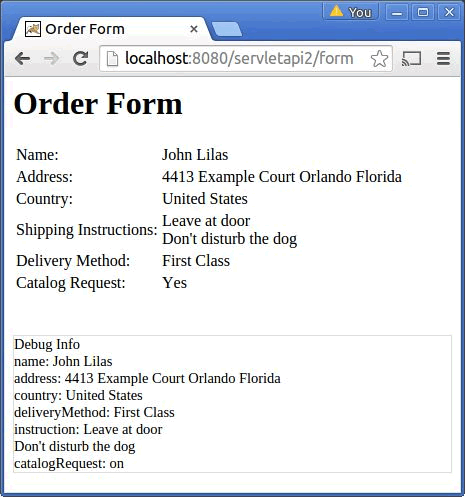 You
Order Form
localhost:8080/servletapi2/form
Order Form
Name: John Lilas
Address: 4413 Example Court Orlando Florida
Country: United States
Shipping Instructions: Leave at door
Don't disturb the dog
Delivery Method: First Class
Catalog Request: Yes
Debug Info
name: John Lilas
address: 4413 Example Court Orlando Florida
country: United States
deliveryMethod: First Class
instruction: Leave at door
Don't disturb the dog
catalogRequest: on